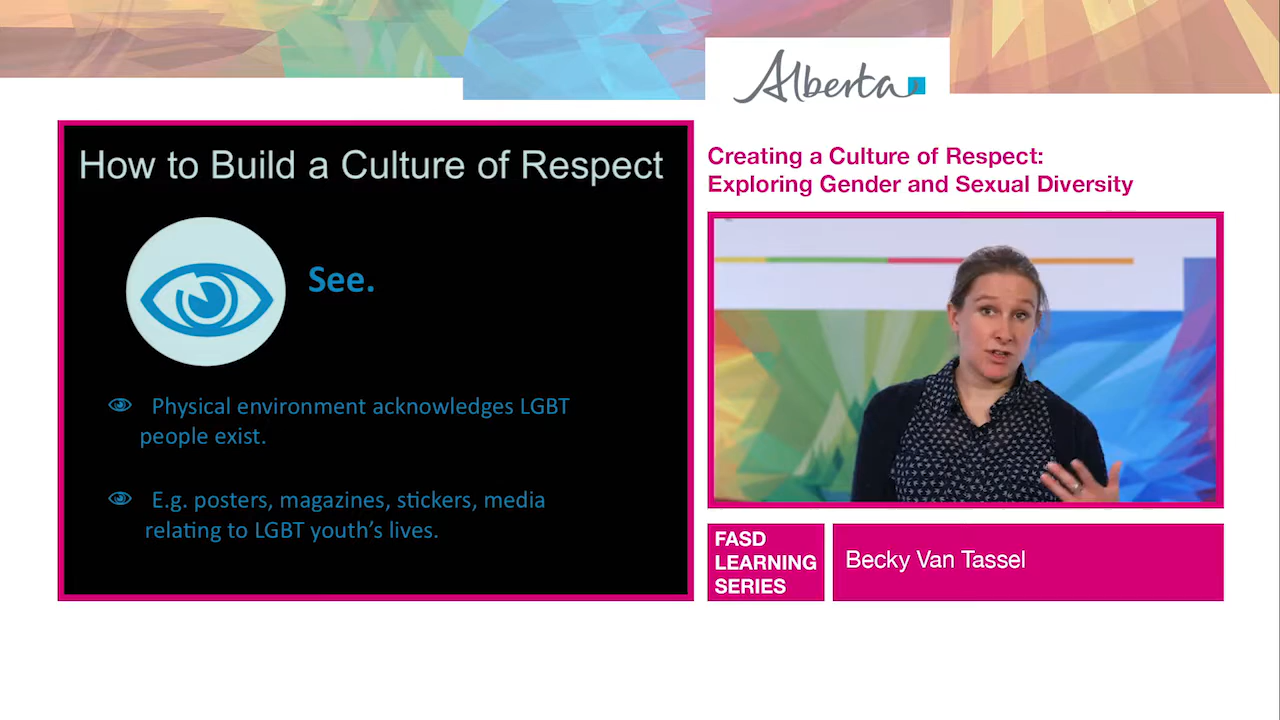 Alberta
How to Build a Culture of Respect
See.
Physical environment acknowledges LGBT
people exist.
E.g. posters, magazines, stickers, media
relating to LGBT youth’s lives.
Creating a Culture of Respect:
Exploring Gender and Sexual Diversity
FASD
LEARNING
SERIES
Becky Van Tassel